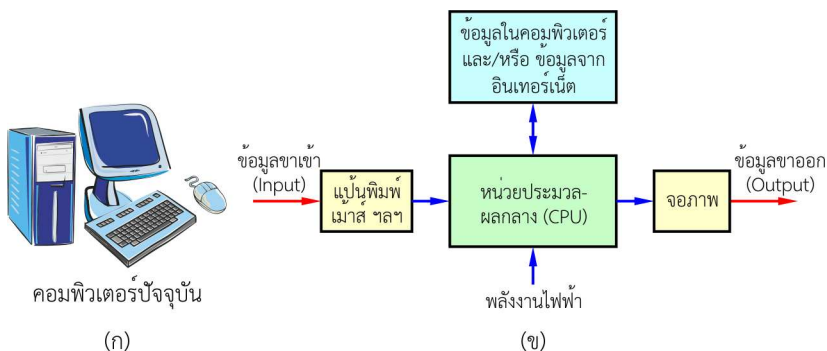 ข้อมูลในคอมพิวเตอร์
และ/หรือ ข้อมูลจาก
อินเทอร์เน็ต
ข้อมูลขาเข้า
(Input)
แป้นพิมพ์
เม้าส์ ฯลฯ
หน่วยประมวล-
ผลกลาง (CPU)
จอภาพ
ข้อมูลขาออก
(Output)
พลังงานไฟฟ้า
คอมพิวเตอร์ปัจจุบัน
(ก)
(ข)